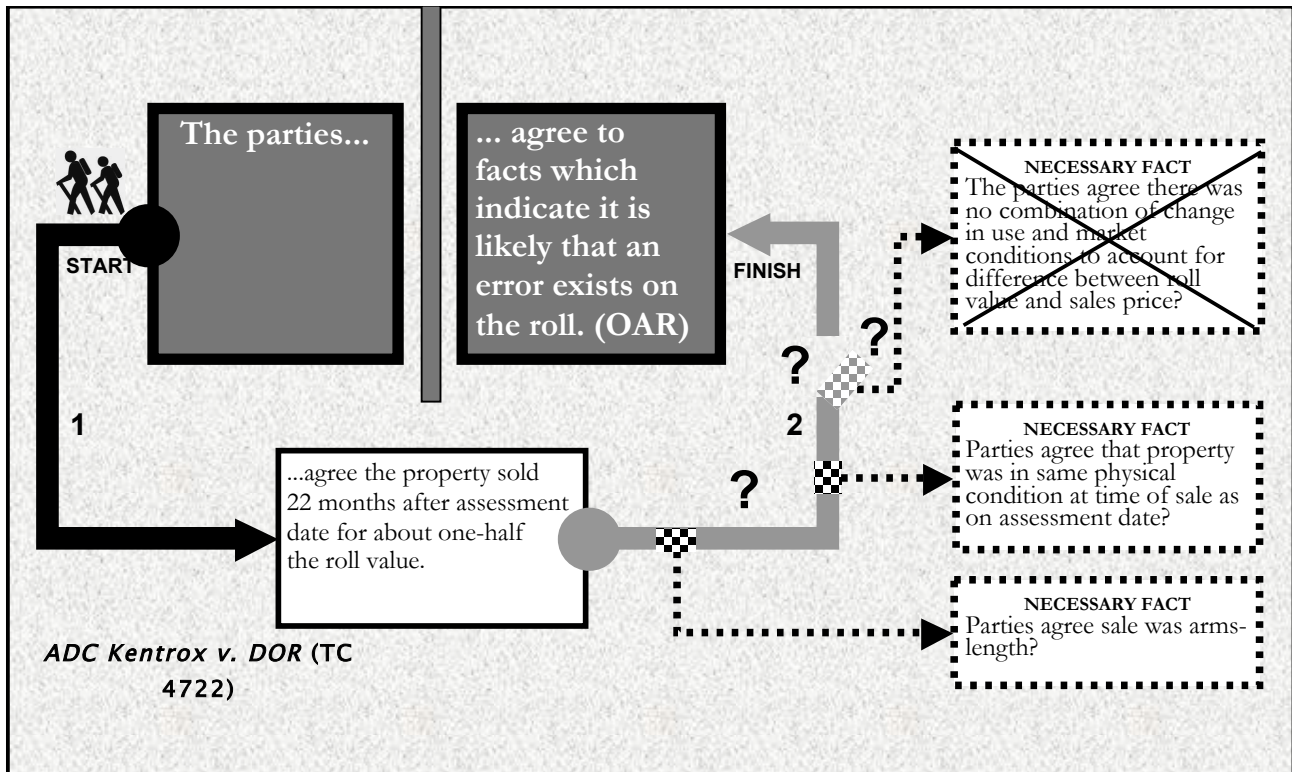 The parties...
START
... agree to
facts which
indicate it is
likely that an
error exists on
the roll. (OAR)
FINISH
NECESSARY FACT
The parties agree there was
no combination of change
in use and market
conditions to account for
difference between roll
value and sales price?
?
?
1
2
NECESSARY FACT
Parties agree that property
was in same physical
condition at time of sale as
on assessment date?
...agree the property sold
22 months after assessment
date for about one-half
the roll value.
?
NECESSARY FACT
Parties agree sale was arms-
length?
ADC Kentrox v. DOR (TC
4722)